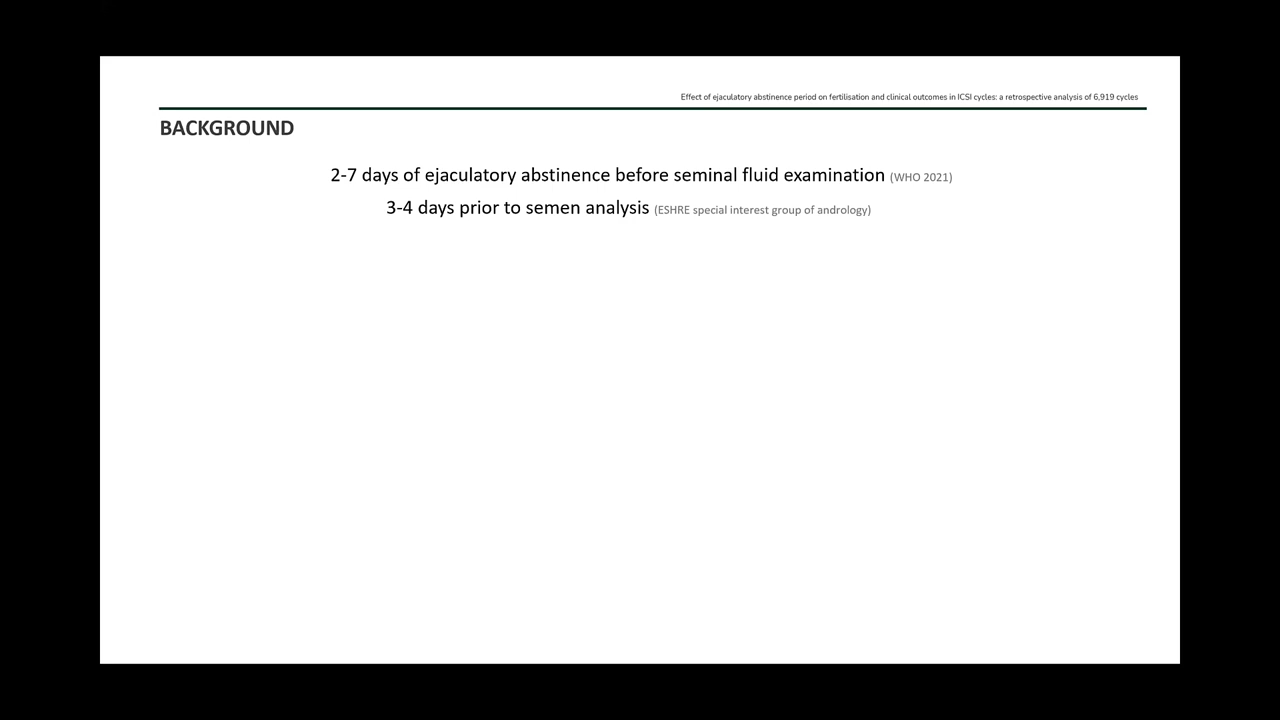 Effect of ejaculatory abstinence period on fertilisation and clinical outcomes in ICSI cycles: a retrospective analysis of 6,919 cycles
BACKGROUND
2-7 days of ejaculatory abstinence before seminal fluid examination (WHO 2021)
3-4 days prior to semen analysis (ESHRE special interest group of andrology)